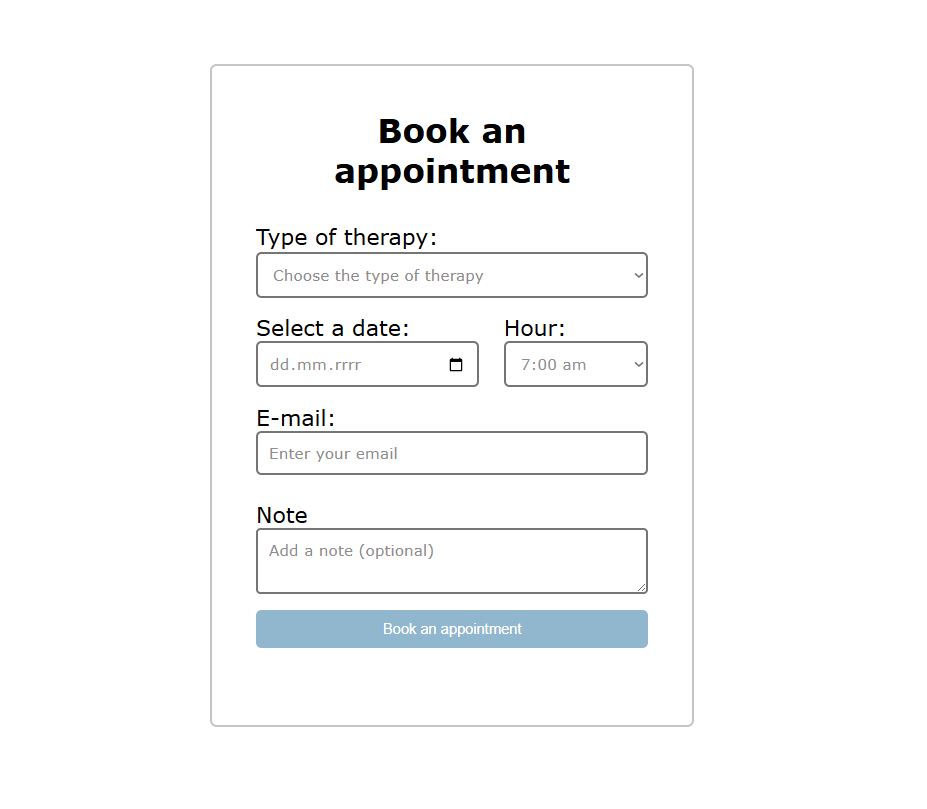 Book an
appointment
Type of therapy:
Choose the type of therapy
Select a date: Hour:
dd.mm.rrrr 7:00 am
E-mail:
Enter your email
Note
Add a note (optional)
Book an appointment